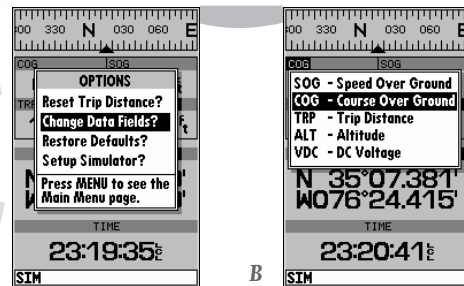 300 330 N 030 060 E
COG SOG
OPTIONS
Reset Trip Distance?
Change Data Fields?
Restore Defaults?
Setup Simulator?
Press MENU to see the
Main Menu page.
TIME
23:19:35
SIM
B
00 330 N 030 060 E
COG SOG
SOG - Speed Over Ground
COG - Course Over Ground
TRP - Trip Distance
ALT - Altitude
VDC - DC Voltage
N 35°07.381'
W076°24.415'
TIME
23:20:41
SIM